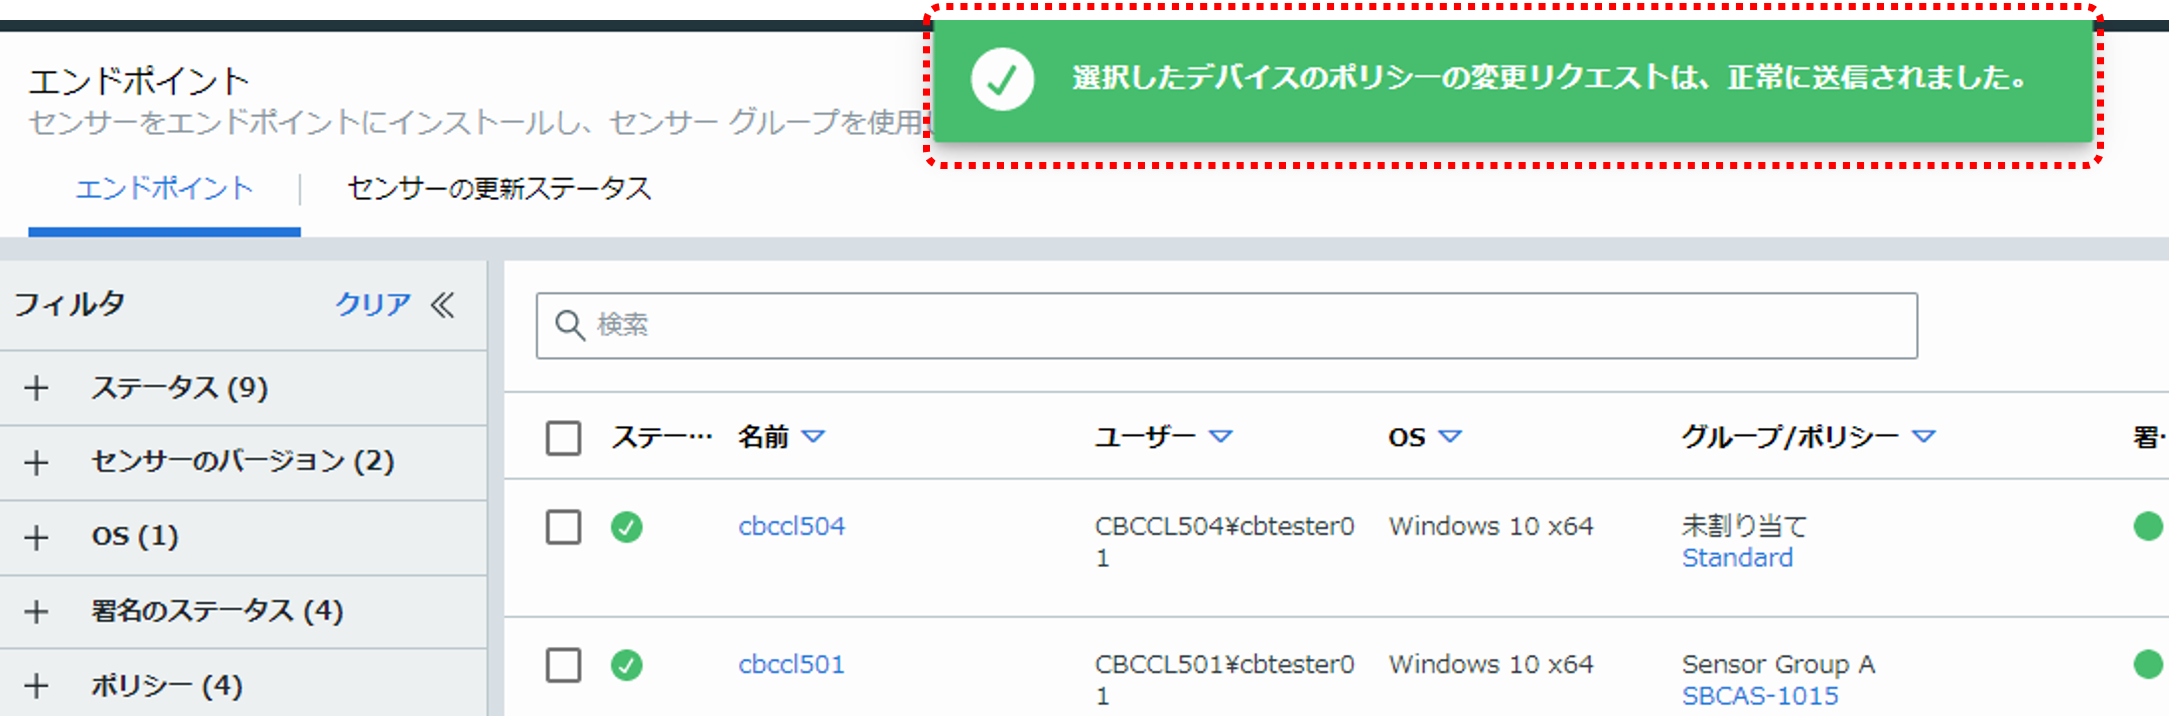 選択したデバイスのポリシーの変更リクエストは、正常に送信されました。
エンドポイント
センサーをエンドポイントにインストールし、センサー グループを使用
エンドポイント
センサーの更新ステータス
フィルタ
クリア
ステータス (9)
センサーのバージョン (2)
OS (1)
署名のステータス (4)
ポリシー (4)
検索
ステー… 名前 ユーザー OS グループ/ポリシー 署·
cbccl504 CBCCL504¥cbtester0 Windows 10 x64 未割り当て
1 Standard
cbccl501 CBCCL501¥cbtester0 Windows 10 x64 Sensor Group A
1 SBCAS-1015